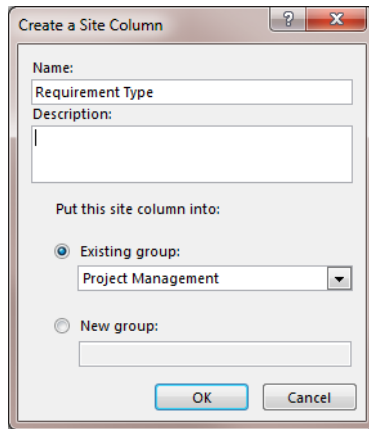 Create a Site Column
Name:
Requirement Type
Description:
Put this site column into:
Existing group:
Project Management
New group:
OK Cancel